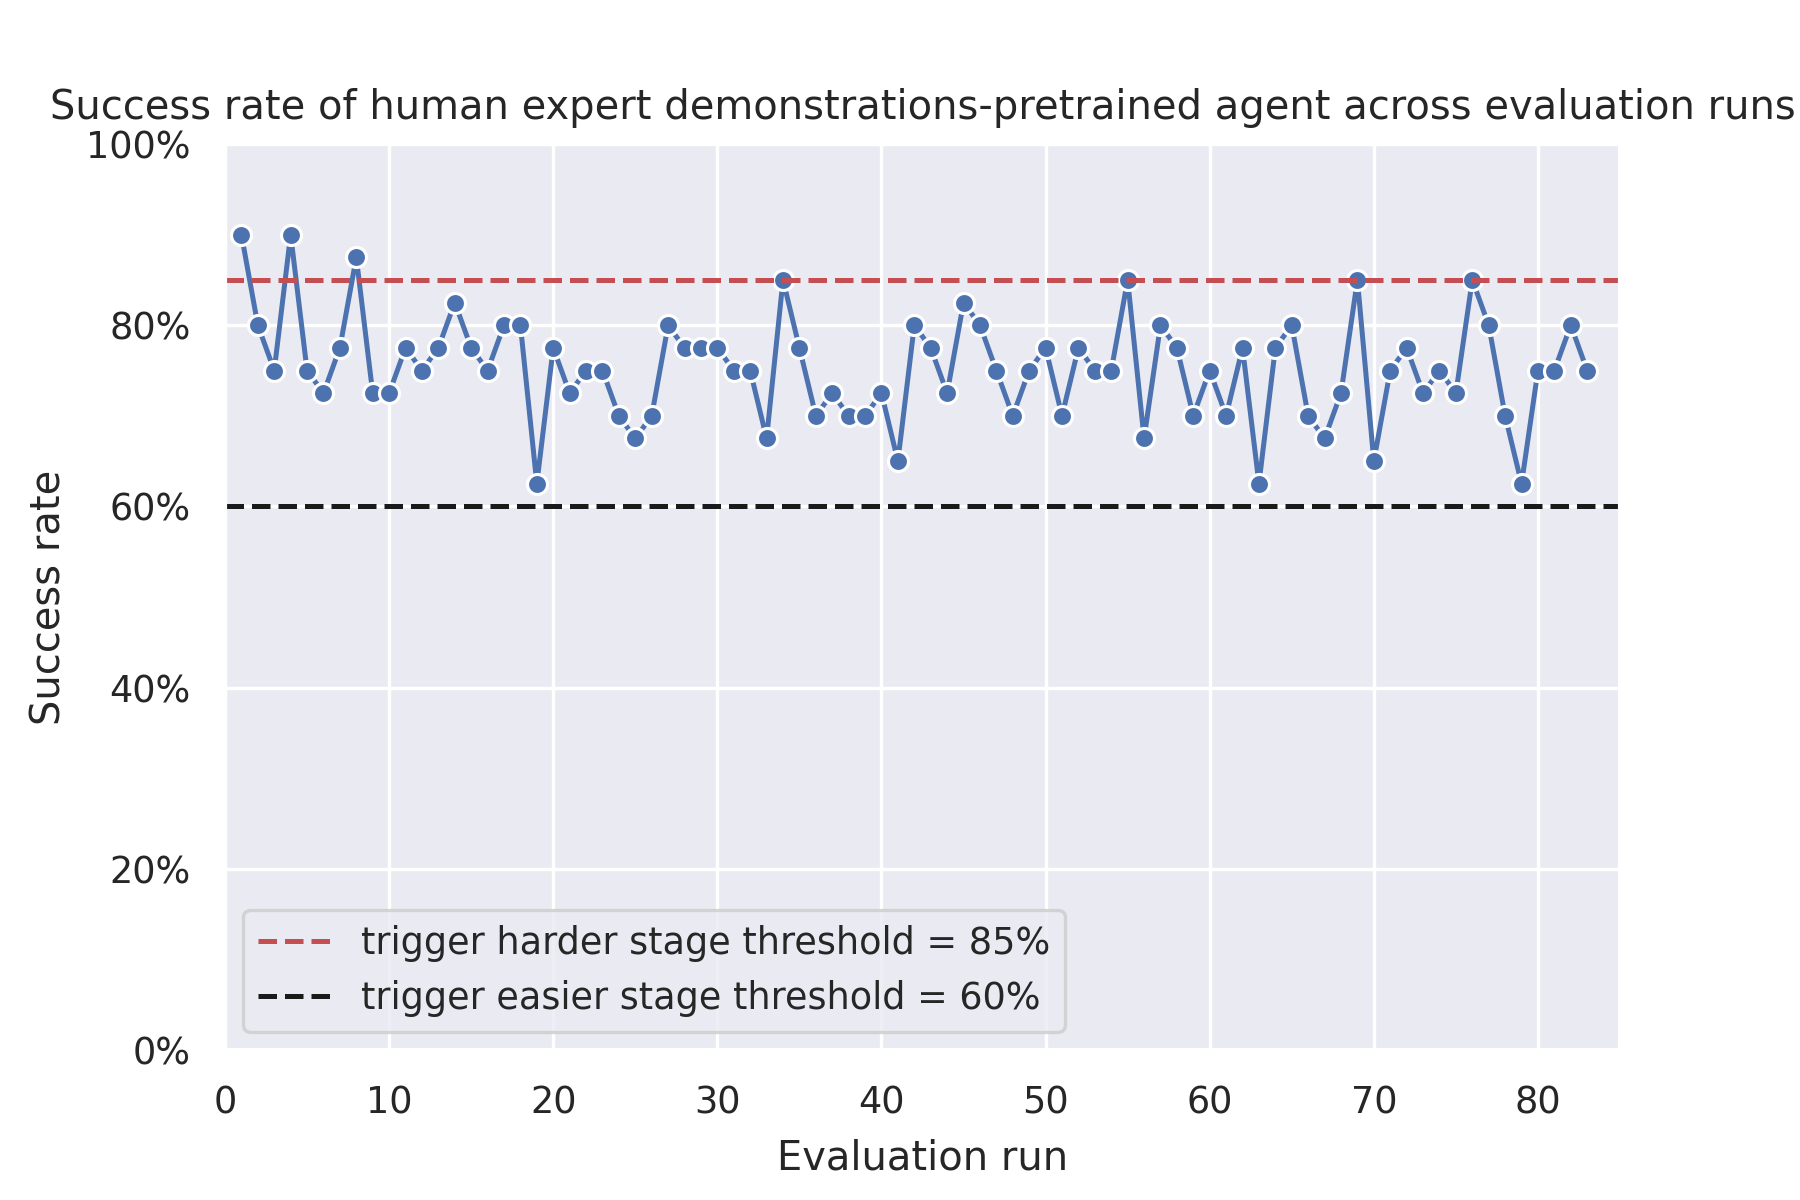 Success rate of human expert demonstrations-pretrained agent across evaluation runs
100%
80%
60%
40%
20%
0%
Success rate
trigger harder stage threshold = 85%
trigger easier stage threshold = 60%
0 10 20 30 40 50 60 70 80
Evaluation run